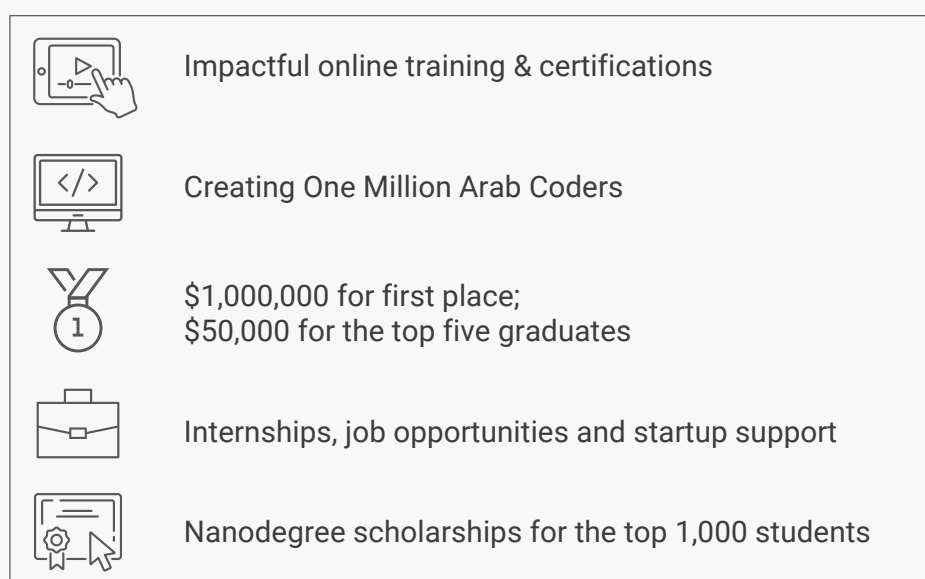 Impactful online training & certifications
</>
Creating One Million Arab Coders
$1,000,000 for first place;
$50,000 for the top five graduates
1
Internships, job opportunities and startup support
Nanodegree scholarships for the top 1,000 students